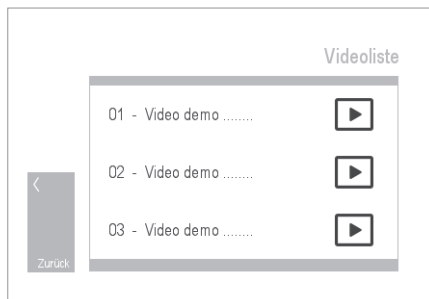 Videoliste
01 - Video demo ........
02 - Video demo ........
03 - Video demo ........
Zurück